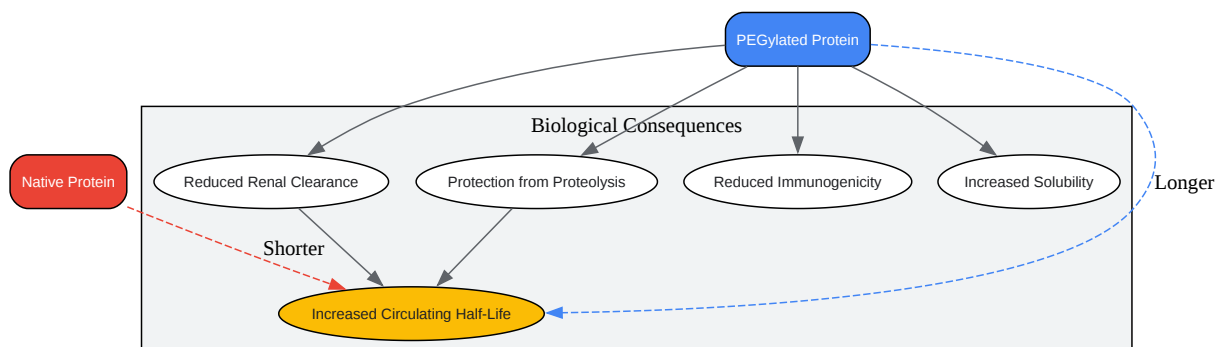 PEGylated Protein
Biological Consequences
Native Protein
Reduced Renal Clearance
Protection from Proteolysis
Reduced Immunogenicity
Increased Solubility
Longer
Shorter
Increased Circulating Half-Life